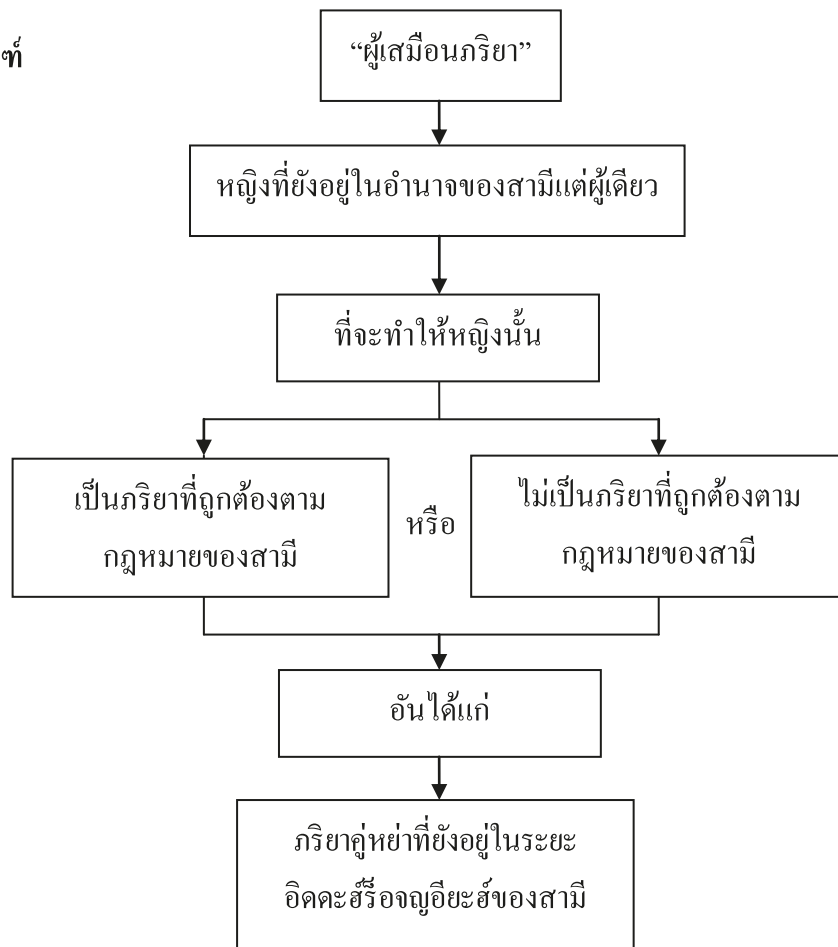 “ผู้เสมือนภริยา”
ฑ์
หญิงที่ยังอยู่ในอำนาจของสามีแต่ผู้เดียว
ที่จะทำให้หญิงนั้น
เป็นภริยาที่ถูกต้องตาม
กฎหมายของสามี
หรือ
ไม่เป็นภริยาที่ถูกต้องตาม
กฎหมายของสามี
อันได้แก่
ภริยาคู่หย่าที่ยังอยู่ในระยะ
อิดดะฮ์ร็อจญอียะฮ์ของสามี